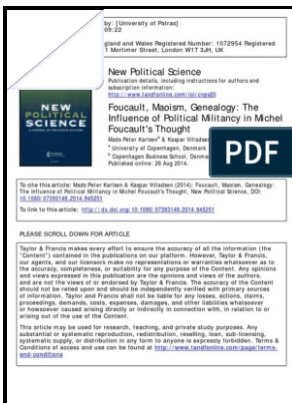 by: [University of Patras]
09:22
gland and Wales Registered Number: 1072954 Registered
1 Mortimer Street, London W1T 3JH, UK
New Political Science
Publication details, including instructions for authors and
subscription information:
http://www.tandfonline.com/loi/cnps20
Foucault, Maoism, Genealogy: The
Influence of Political Militancy in Michel
Foucault's Thought
Mads Peter Karlsen & Kaspar Villadsen
University of Copenhagen, Denmark
Copenhagen Business School, Denma
Published online: 26 Aug 2014.
NEW
POLITICAL
SCIENCE
PDF
To cite this article: Mads Peter Karlsen & Kaspar Villadsen (2014): Foucault, Maoism, Genealogy:
The Influence of Political Militancy in Michel Foucault's Thought, New Political Science, DOI:
10.1080/07393148.2014.945251
To link to this article: http://dx.doi.org/10.1080/07393148.2014.945251
PLEASE SCROLL DOWN FOR ARTICLE
Taylor & Francis makes every effort to ensure the accuracy of all the information (the
"Content") contained in the publications on our platform. However, Taylor & Francis,
our agents, and our licensors make no representations or warranties whatsoever as to
the accuracy, completeness, or suitability for any purpose of the Content. Any opinions
and views expressed in this publication are the opinions and views of the authors,
and are not the views of or endorsed by Taylor & Francis. The accuracy of the Content
should not be relied upon and should be independently verified with primary sources
of information. Taylor and Francis shall not be liable for any losses, actions, claims,
proceedings, demands, costs, expenses, damages, and other liabilities whatsoever
or howsoever caused arising directly or indirectly in connection with, in relation to or
arising out of the use of the Content.
This article may be used for research, teaching, and private study purposes. Any
substantial or systematic reproduction, redistribution, reselling, loan, sub-licensing,
systematic supply, or distribution in any form to anyone is expressly forbidden. Terms &
Conditions of access and use can be found at http://www.tandfonline.com/page/terms-
and-conditions